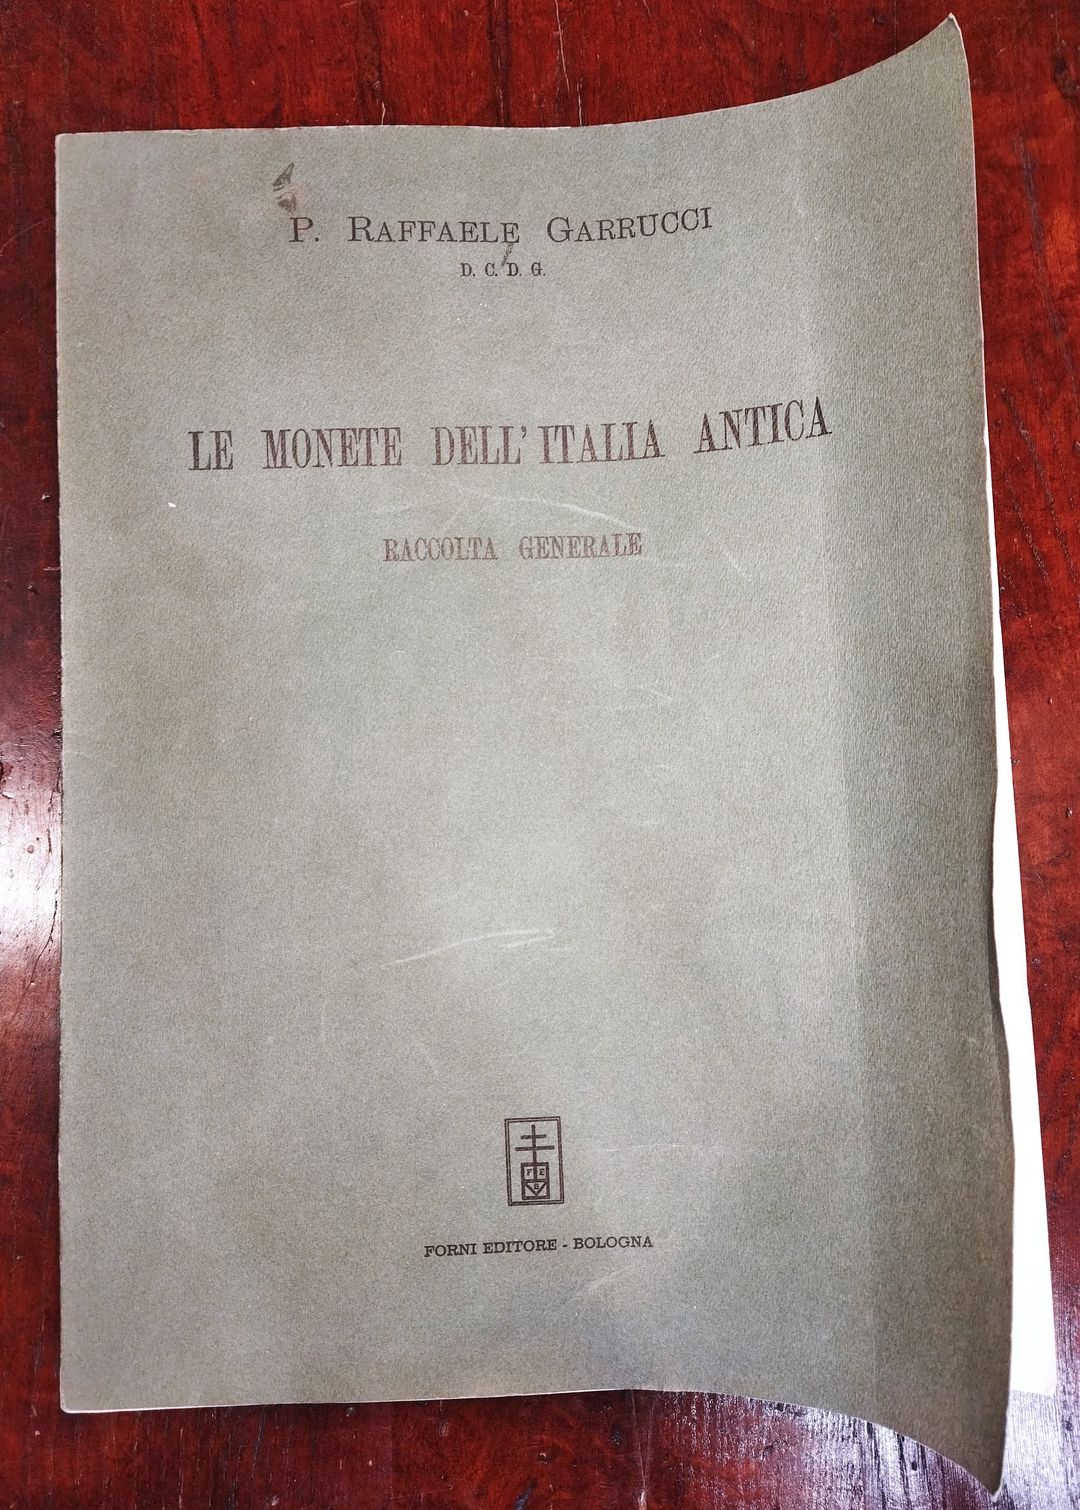 P. RAFFAELE GARRUCCI
D. C. D. G.
LE MONETE DELL'ITALIA ANTICA
RACCOLTA GENERALE
F E
B
FORNI EDITORE - BOLOGNA